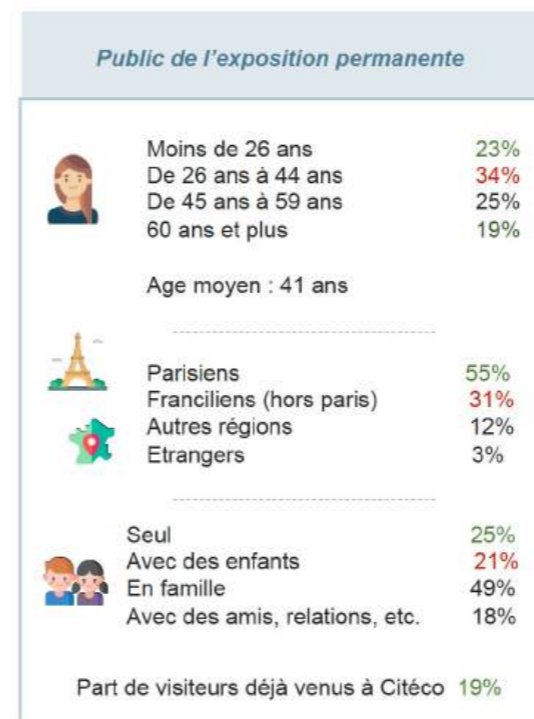 Public de l'exposition permanente
Moins de 26 ans 23%
De 26 ans à 44 ans 34%
De 45 ans à 59 ans 25%
60 ans et plus 19%
Age moyen : 41 ans
Parisiens 55%
Franciliens (hors paris) 31%
Autres régions 12%
Etrangers 3%
Seul 25%
Avec des enfants 21%
En famille 49%
Avec des amis, relations, etc. 18%
Part de visiteurs déjà venus à Citéco 19%